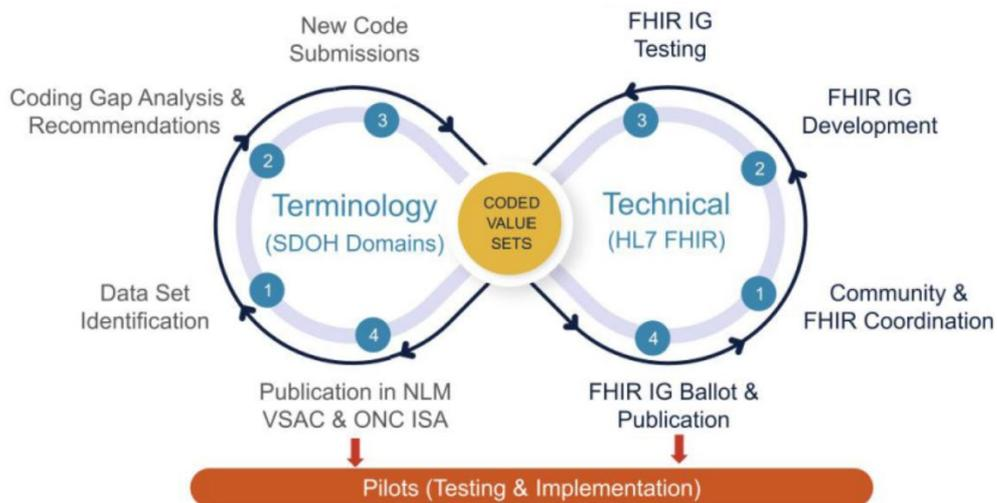 New Code
Submissions
FHIR IG
Testing
Coding Gap Analysis &
Recommendations
FHIR IG
Development
3
3
2
2
Terminology
(SDOH Domains)
CODED
VALUE
SETS
Technical
(HL7 FHIR)
1
1
Data Set
Identification
Community &
FHIR Coordination
4
4
Publication in NLM
VSAC & ONC ISA
FHIR IG Ballot &
Publication
Pilots (Testing & Implementation)